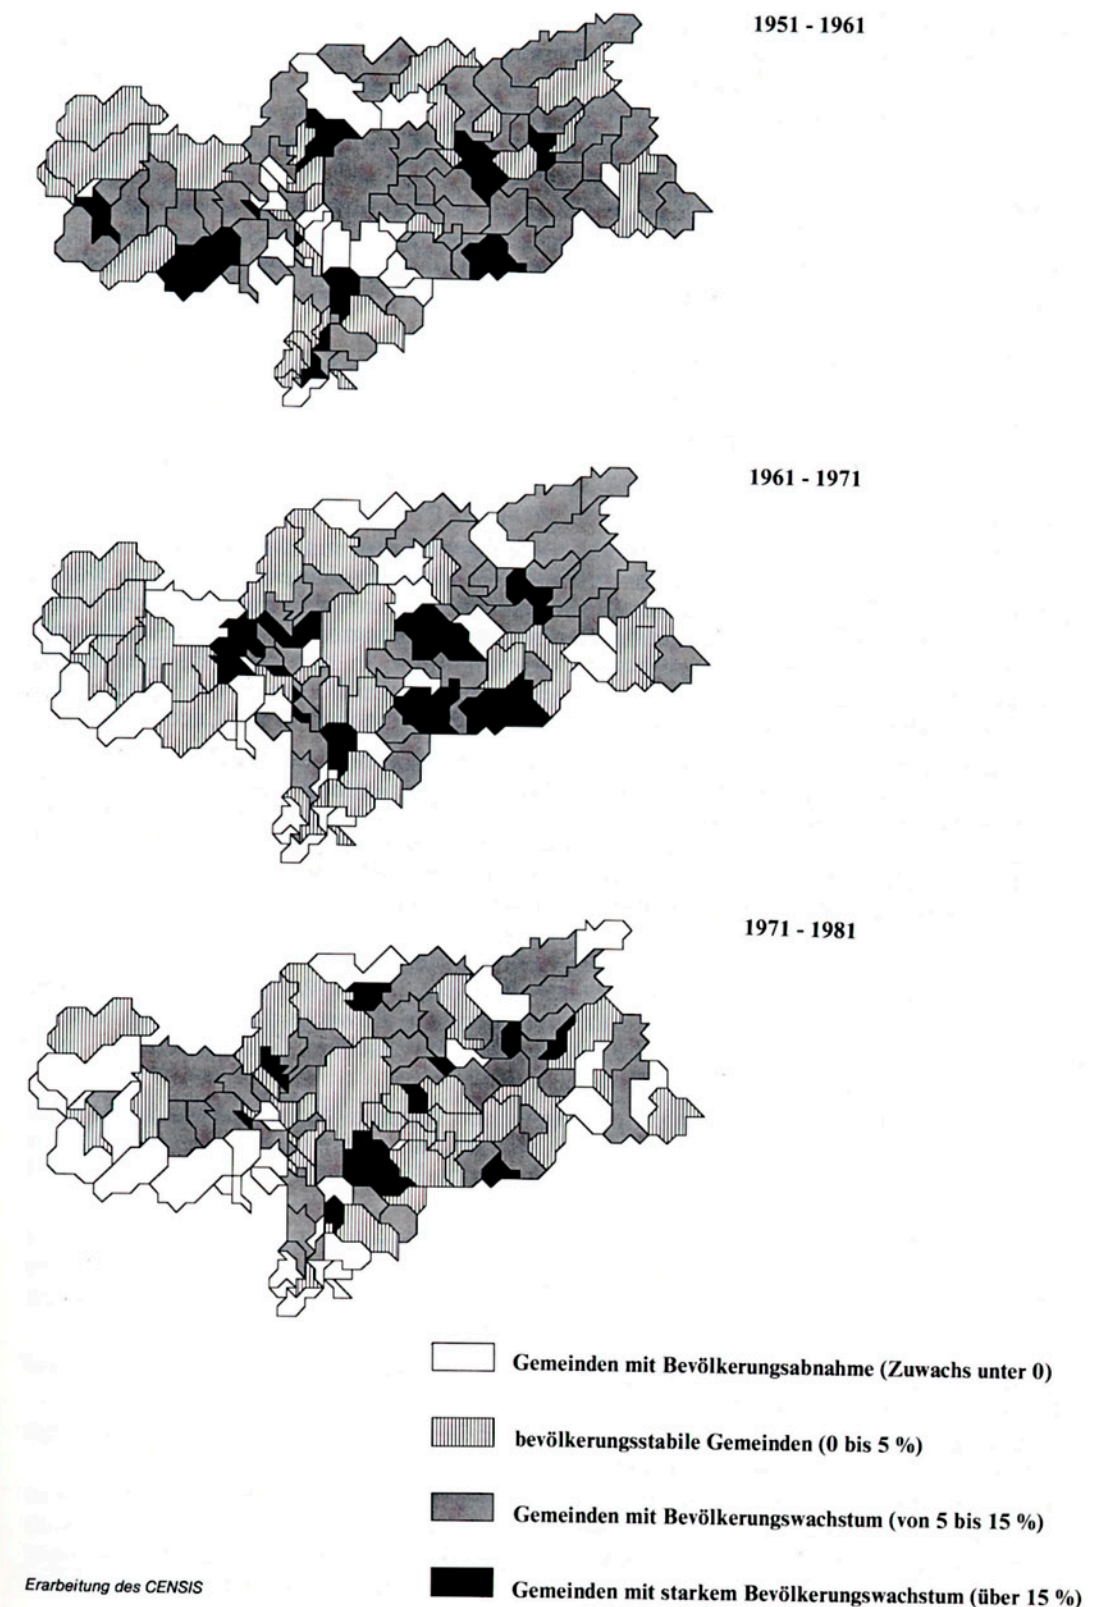 1951 - 1961
1961 - 1971
1971 - 1981
Gemeinden mit Bevölkerungsabnahme (Zuwachs unter 0)
bevölkerungsstabile Gemeinden (0 bis 5 %)
Gemeinden mit Bevölkerungswachstum (von 5 bis 15 %)
Gemeinden mit starkem Bevölkerungswachstum (über 15 %)
Erarbeitung des CENSIS